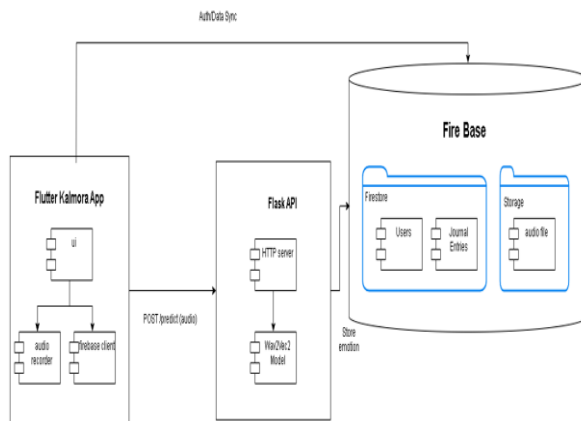 Auth/Data Sync
Fire Base
Flutter Kalmora App
Flask API
Firestore
Storage
ui
HTTP server
Users
Journal
Entries
audio file
POST /predict (audio)
audio
recorder
firebase client
Wav2Vec2
Model
Store
emotion